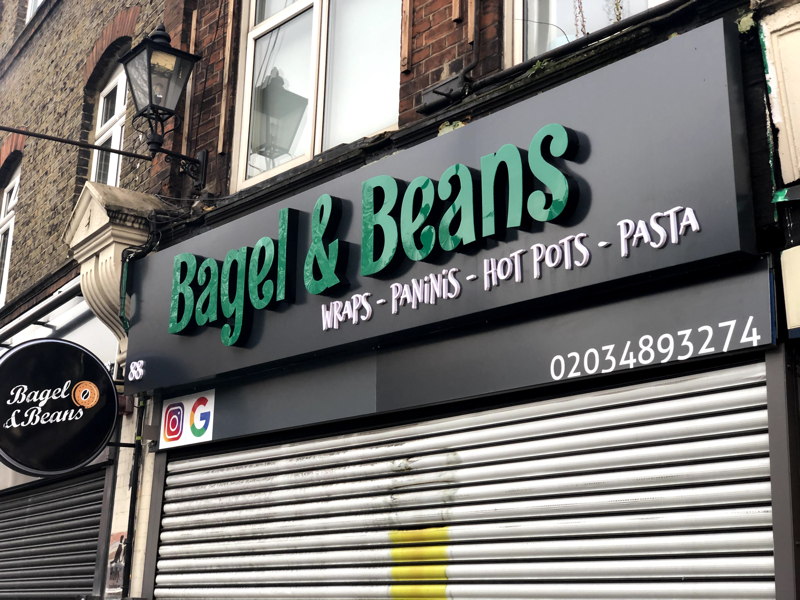 Bagel & Beans
WRAPS - PANiNiS - HOT POTS - PASTA
88
02034893274
G
Bagel
& Beans